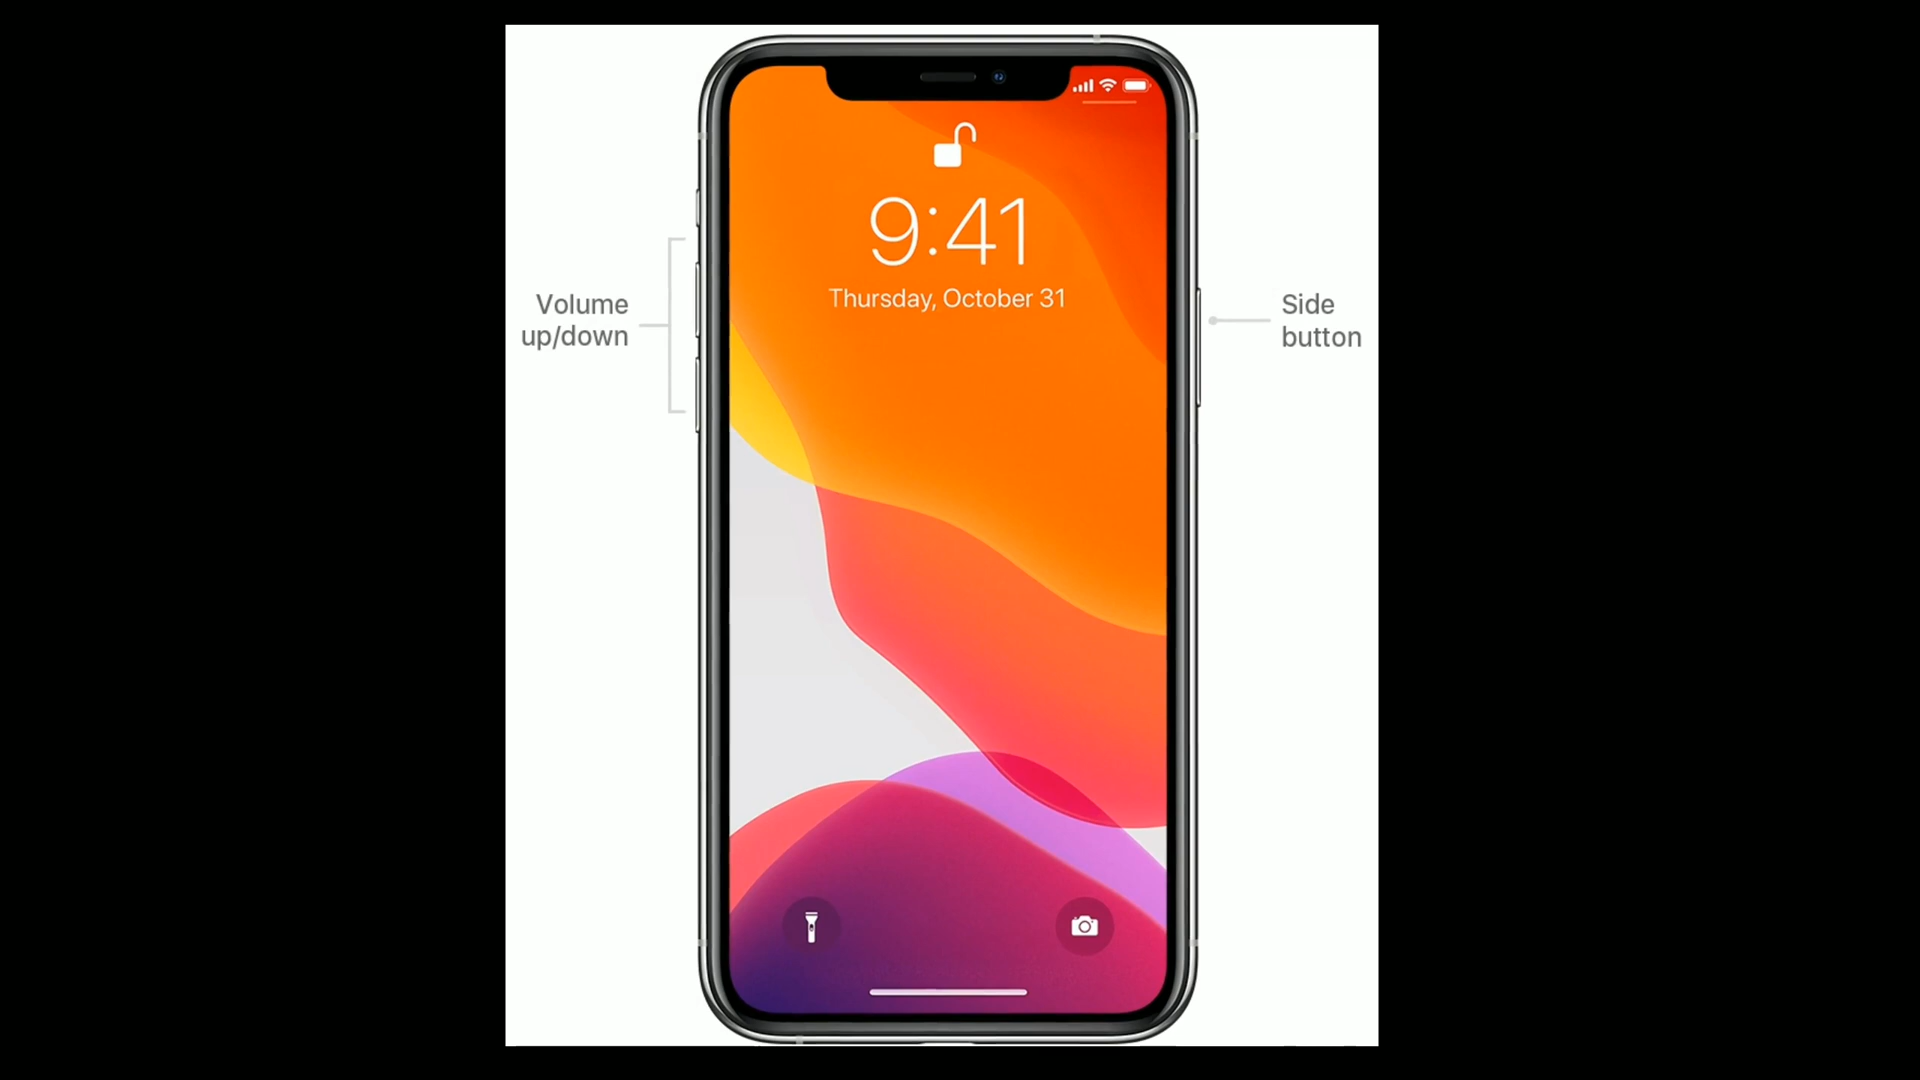 9:41
Thursday, October 31
Volume
up/down
Side
button